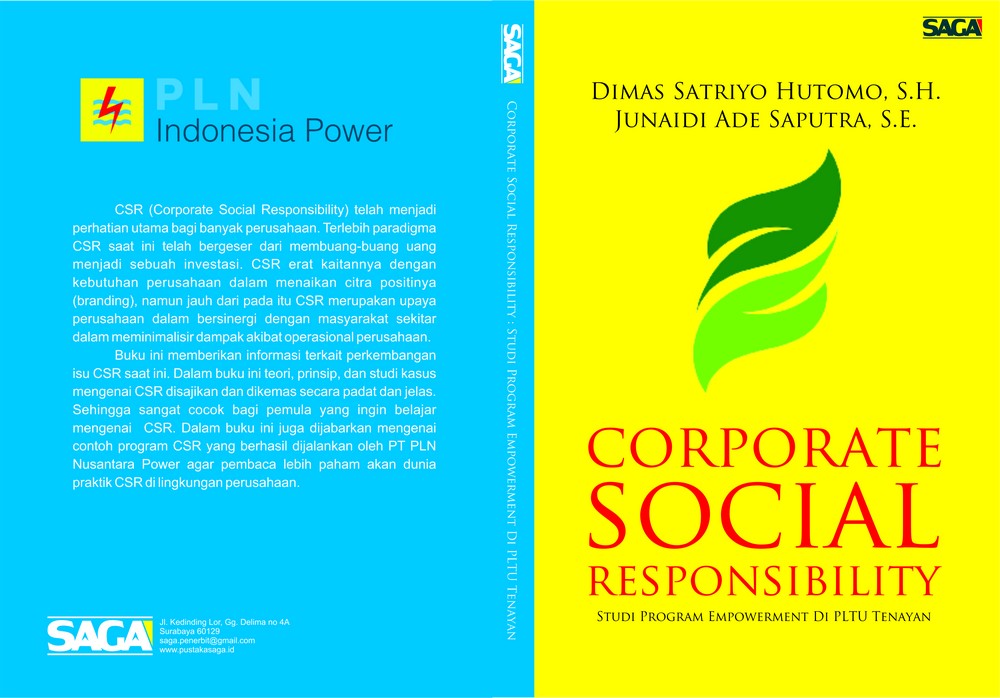 PLN
Indonesia Power
CSR (Corporate Social Responsibility) telah menjadi
perhatian utama bagi banyak perusahaan. Terlebih paradigma
CSR saat ini telah bergeser dari membuang-buang uang
menjadi sebuah investasi. CSR erat kaitannya dengan
kebutuhan perusahaan dalam menaikan citra positinya
(branding), namun jauh dari pada itu CSR merupakan upaya
perusahaan dalam bersinergi dengan masyarakat sekitar
dalam meminimalisir dampak akibat operasional perusahaan.
Buku ini memberikan informasi terkait perkembangan
isu CSR saat ini. Dalam buku ini teori, prinsip, dan studi kasus
mengenai CSR disajikan dan dikemas secara padat dan jelas.
Sehingga sangat cocok bagi pemula yang ingin belajar
mengenai CSR. Dalam buku ini juga dijabarkan mengenai
contoh program CSR yang berhasil dijalankan oleh PT PLN
Nusantara Power agar pembaca lebih paham akan dunia
praktik CSR di lingkungan perusahaan.
SAGA
Jl. Kedinding Lor, Gg. Delima no 4A
Surabaya 60129
saga.penerbit@gmail.com
www.pustakasaga.id
SAGA
Corporate Social Responsibility : Studi Program Empowerment Di PLTU Tenayan
SAGA
Dimas Satriyo Hutomo, S.H.
Junaidi Ade Saputra, S.E.
CORPORATE
SOCIAL
RESPONSIBILITY
Studi Program Empowerment Di PLTU Tenayan